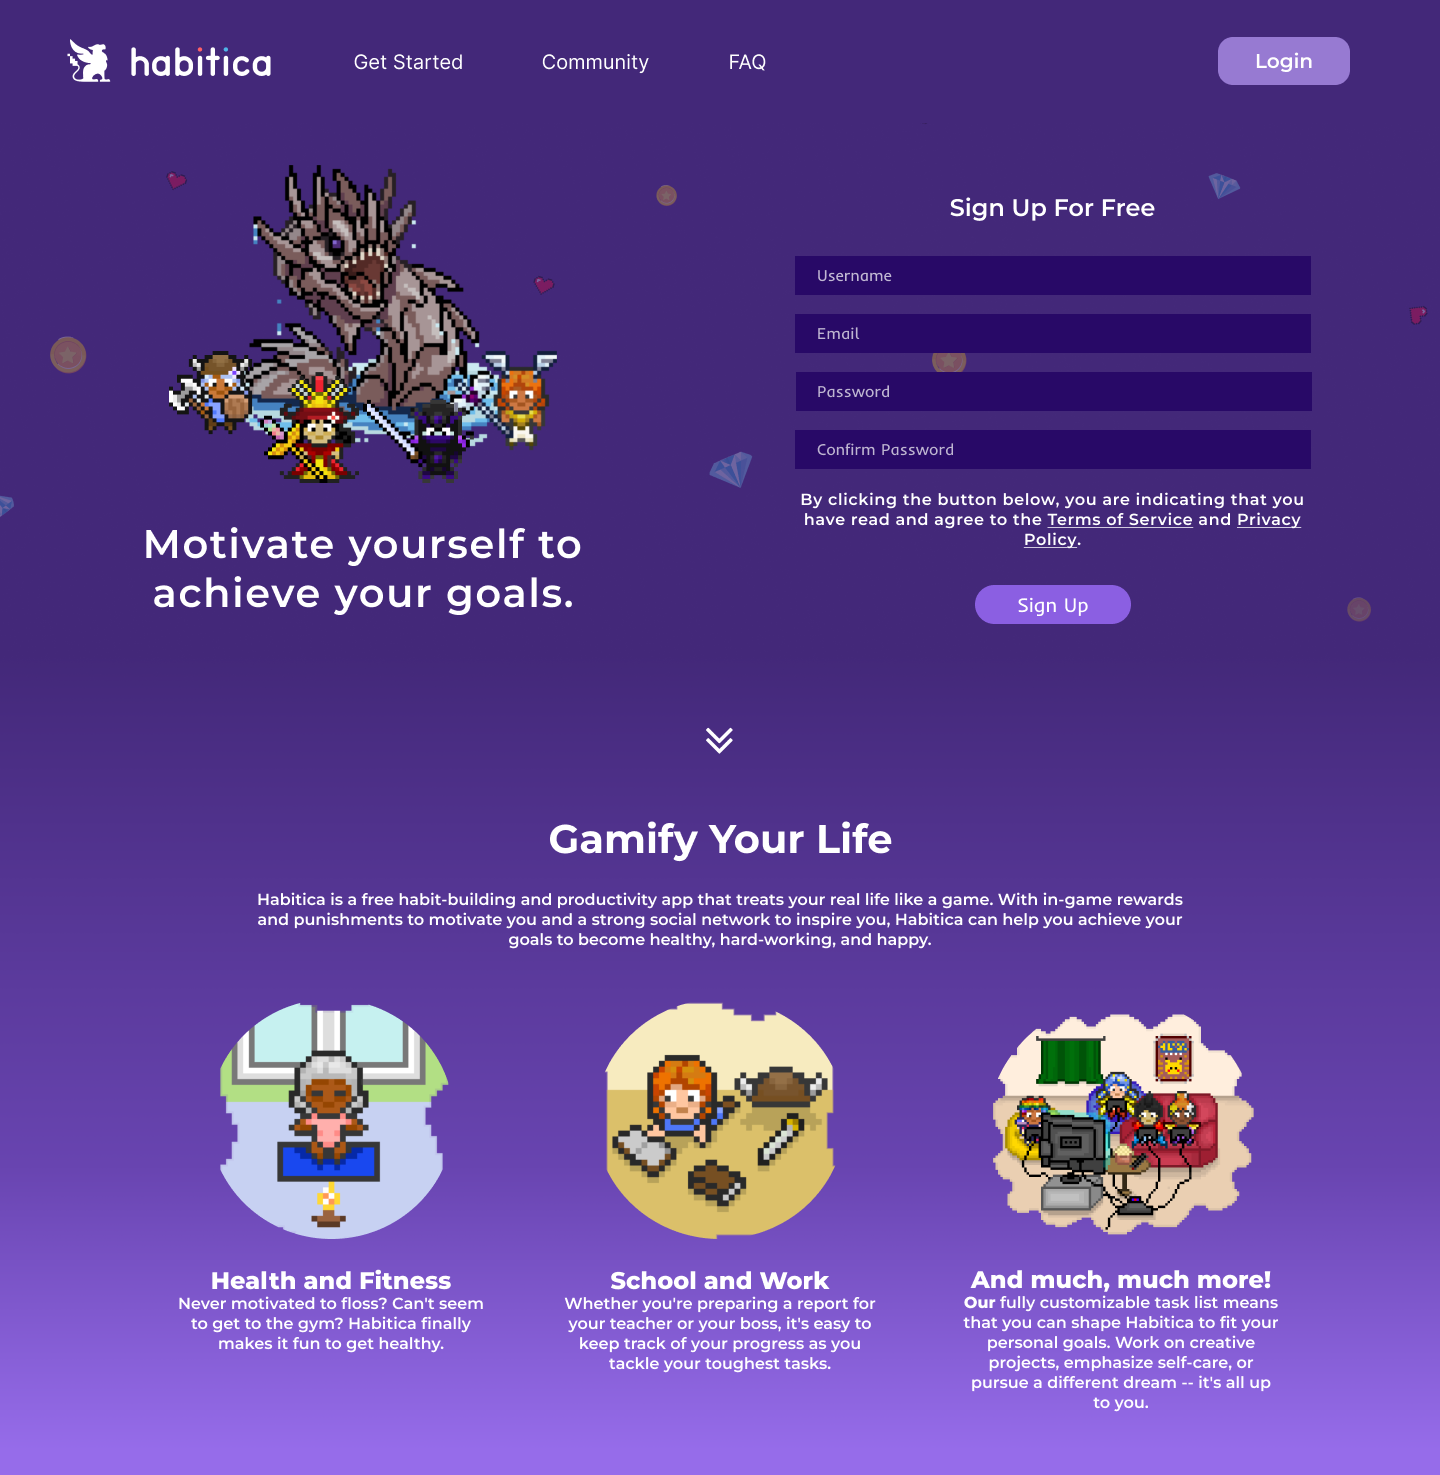 habitica
Get Started
Community
FAQ
Login
Motivate yourself to
achieve your goals.
Sign Up For Free
Username
Email
Password
Confirm Password
By clicking the button below, you are indicating that you
have read and agree to the Terms of Service and Privacy
Policy.
Sign Up
Gamify Your Life
Habitica is a free habit-building and productivity app that treats your real life like a game. With in-game rewards
and punishments to motivate you and a strong social network to inspire you, Habitica can help you achieve your
goals to become healthy, hard-working, and happy.
Health and Fitness
Never motivated to floss? Can't seem
to get to the gym? Habitica finally
makes it fun to get healthy.
School and Work
Whether you're preparing a report for
your teacher or your boss, it's easy to
keep track of your progress as you
tackle your toughest tasks.
And much, much more!
Our fully customizable task list means
that you can shape Habitica to fit your
personal goals. Work on creative
projects, emphasize self-care, or
pursue a different dream -- it's all up
to you.